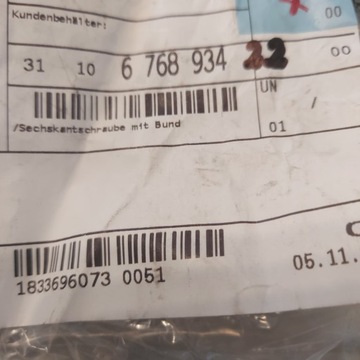 Kundenbehälter:
00
31 10 6 768 934 22 00
UN
/
/Sechskantschraube mit Bund
01
05.11.
1833696073 0051